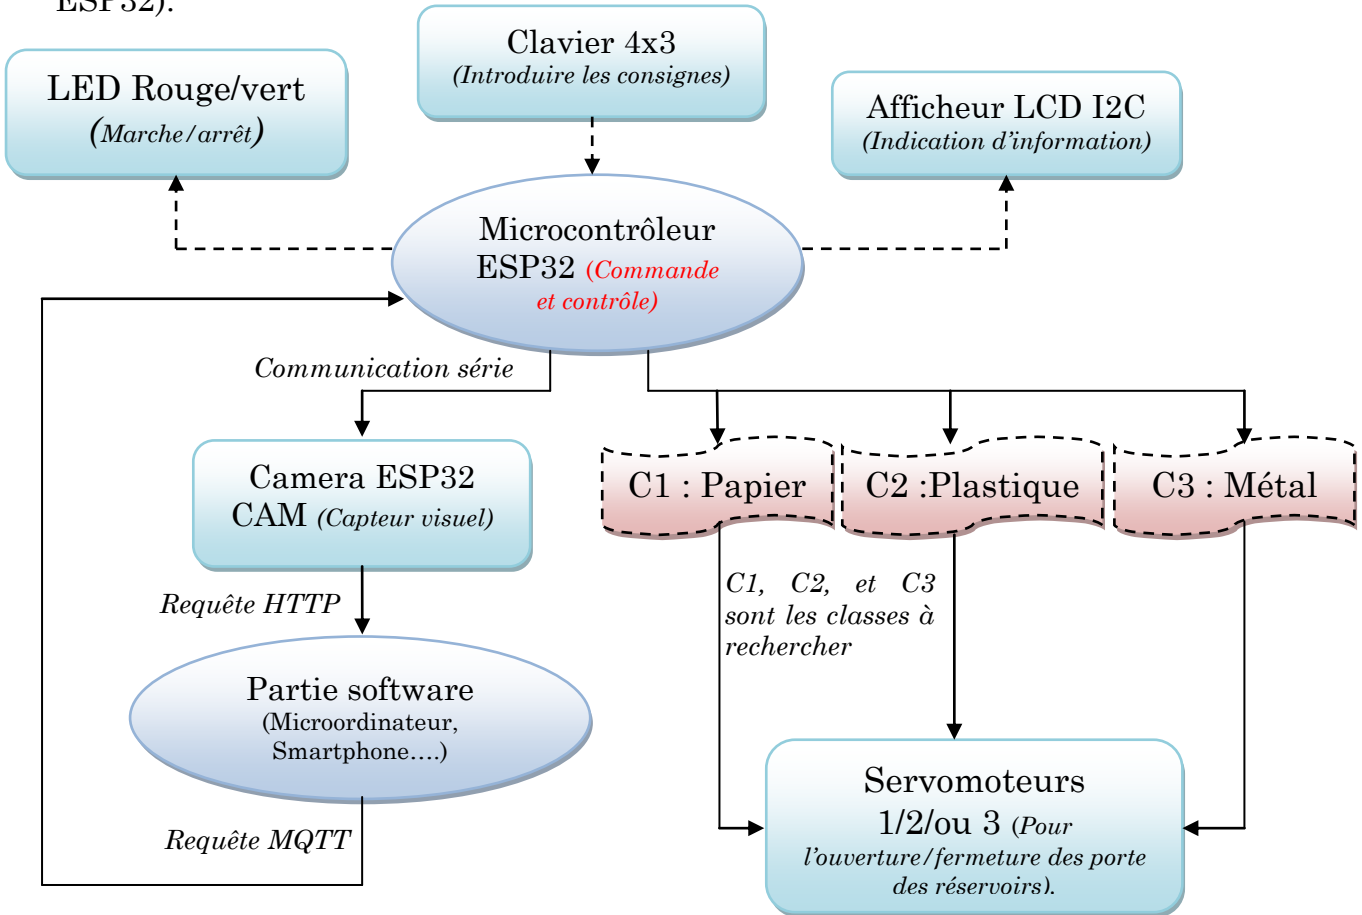 ESP32).
Clavier 4x3
(Introduire les consignes)
LED Rouge/vert
(Marche/arrêt)
Afficheur LCD I2C
(Indication d'information)
Microcontrôleur
ESP32 (Commande
et contrôle)
Communication série
Camera ESP32
CAM (Capteur visuel)
C1 : Papier
C2 :Plastique
C3 : Métal
Requête HTTP
C1, C2, et C3
sont les classes à
rechercher
Partie software
(Microordinateur,
Smartphone....)
Requête MQTT
Servomoteurs
1/2/ou 3 (Pour
l'ouverture/fermeture des porte
des réservoirs).